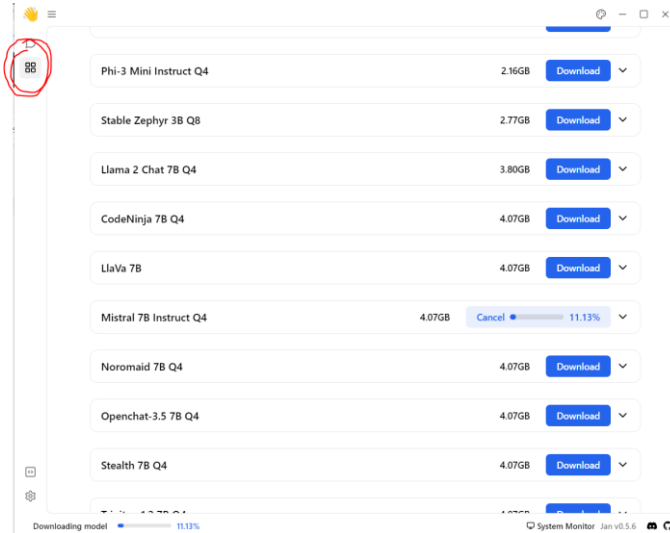 Phi-3 Mini Instruct Q4 2.16GB Download
Stable Zephyr 3B Q8 2.77GB Download
Llama 2 Chat 7B Q4 3.80GB Download
CodeNinja 7B Q4 4.07GB Download
LlaVa 7B 4.07GB Download
Mistral 7B Instruct Q4 4.07GB Cancel 11.13%
Noromaid 7B Q4 4.07GB Download
Openchat-3.5 7B Q4 4.07GB Download
Stealth 7B Q4 4.07GB Download
Downloading model 11.13% System Monitor Jan v0.5.6